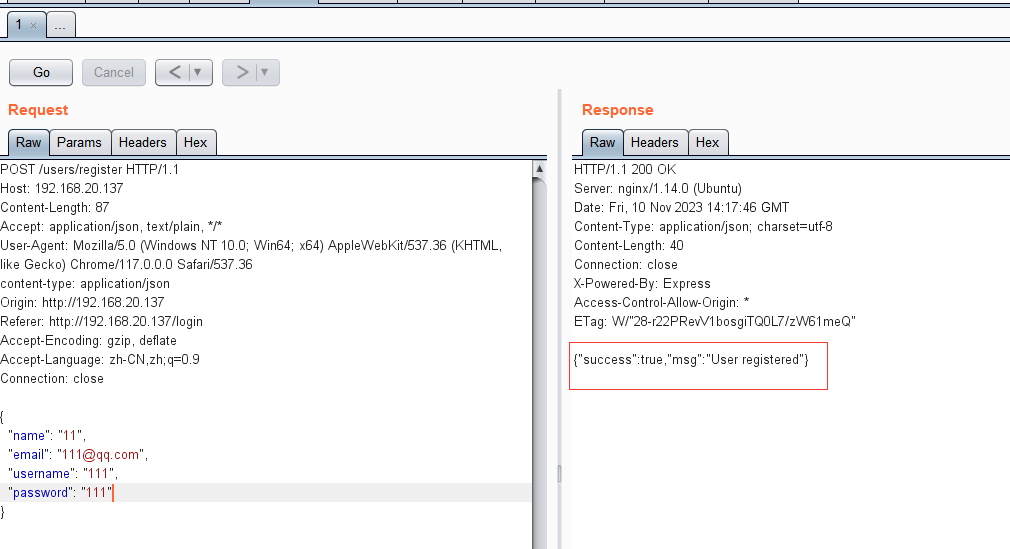 1 × ...
Go Cancel < ▼ > ▼
Request
Raw Params Headers Hex
POST /users/register HTTP/1.1
Host: 192.168.20.137
Content-Length: 87
Accept: application/json, text/plain, */*
User-Agent: Mozilla/5.0 (Windows NT 10.0; Win64; x64) AppleWebKit/537.36 (KHTML,
like Gecko) Chrome/117.0.0.0 Safari/537.36
content-type: application/json
Origin: http://192.168.20.137
Referer: http://192.168.20.137/login
Accept-Encoding: gzip, deflate
Accept-Language: zh-CN,zh;q=0.9
Connection: close
{
"name": "11",
"email": "111@qq.com",
"username": "111",
"password": "111"
}
Response
Raw Headers Hex
HTTP/1.1 200 OK
Server: nginx/1.14.0 (Ubuntu)
Date: Fri, 10 Nov 2023 14:17:46 GMT
Content-Type: application/json; charset=utf-8
Content-Length: 40
Connection: close
X-Powered-By: Express
Access-Control-Allow-Origin: *
ETag: W/"28-r22PRevV1bosgiTQ0L7/zW61meQ"
{"success":true,"msg":"User registered"}